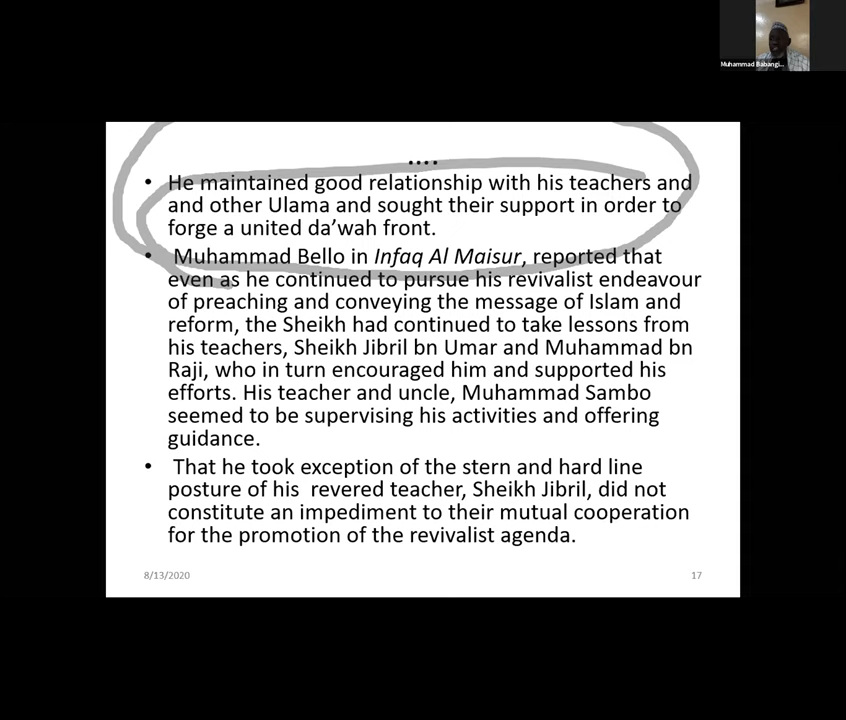 Muhammad Babangi...
....
• He maintained good relationship with his teachers and
and other Ulama and sought their support in order to
forge a united da’wah front.
• Muhammad Bello in Infaq Al Maisur, reported that
even as he continued to pursue his revivalist endeavour
of preaching and conveying the message of Islam and
reform, the Sheikh had continued to take lessons from
his teachers, Sheikh Jibril bn Umar and Muhammad bn
Raji, who in turn encouraged him and supported his
efforts. His teacher and uncle, Muhammad Sambo
seemed to be supervising his activities and offering
guidance.
• That he took exception of the stern and hard line
posture of his revered teacher, Sheikh Jibril, did not
constitute an impediment to their mutual cooperation
for the promotion of the revivalist agenda.
8/13/2020 17